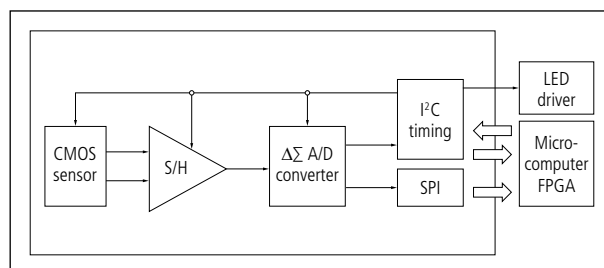 CMOS
sensor
S/H
ΔΣ A/D
converter
I²C
timing
SPI
LED
driver
Micro-
computer
FPGA